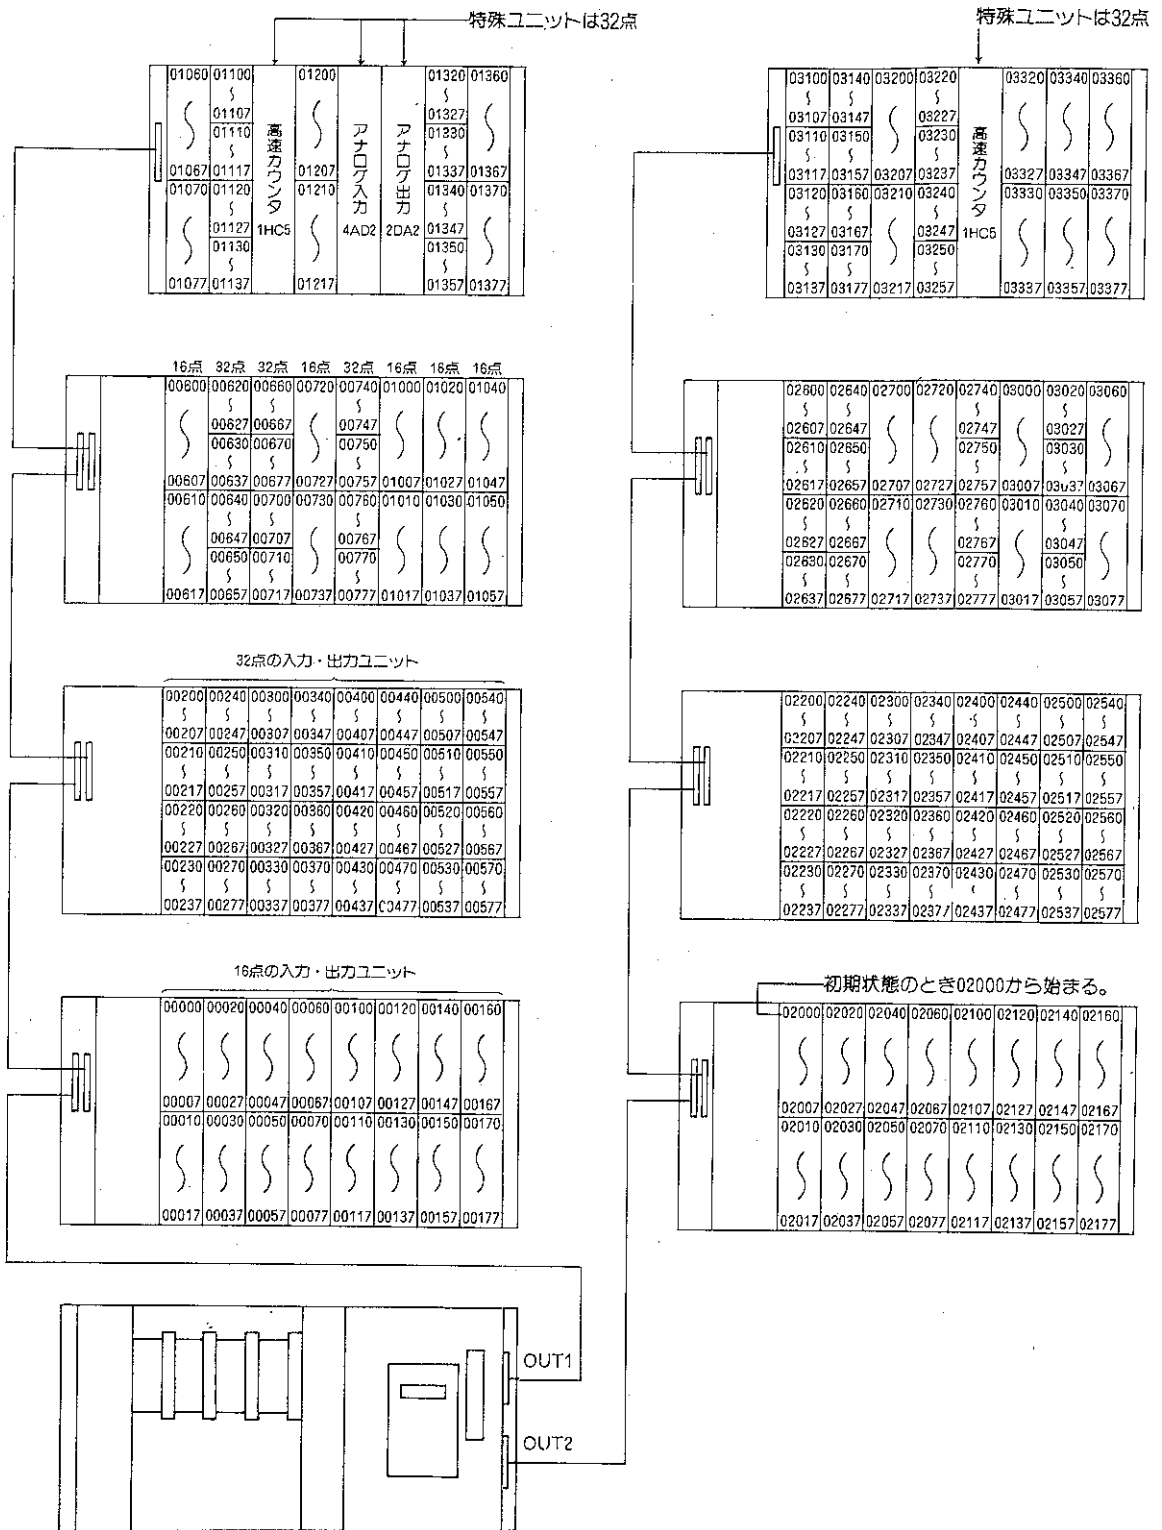 特殊ユニットは32点
01060 01100 01200 01320 01360
01107 01327
01110 01330
01067 01117 01207 01337 01367
01070 01120 01210 01340 01370
01127 01347
01130 01350
01077 01137 01217 01357 01377
高速カウンタ
1HC5
アナログ入力
4AD2
アナログ出力
2DA2
16点 32点 32点 16点 32点 16点 16点 16点
00600 00620 00660 00720 00740 01000 01020 01040
00627 00667 00747
00630 00670 00750
00607 00637 00677 00727 00757 01007 01027 01047
00610 00640 00700 00730 00760 01010 01030 01050
00647 00707 00767
00650 00710 00770
00617 00657 00717 00737 00777 01017 01037 01057
32点の入力・出力ユニット
00200 00240 00300 00340 00400 00440 00500 00540
00207 00247 00307 00347 00407 00447 00507 00547
00210 00250 00310 00350 00410 00450 00510 00550
00217 00257 00317 00357 00417 00457 00517 00557
00220 00260 00320 00360 00420 00460 00520 00560
00227 00267 00327 00367 00427 00467 00527 00567
00230 00270 00330 00370 00430 00470 00530 00570
00237 00277 00337 00377 00437 00477 00537 00577
16点の入力・出力ユニット
00000 00020 00040 00060 00100 00120 00140 00160
00007 00027 00047 00067 00107 00127 00147 00167
00010 00030 00050 00070 00110 00130 00150 00170
00017 00037 00057 00077 00117 00137 00157 00177
OUT1
OUT2
特殊ユニットは32点
03100 03140 03200 03220 03320 03340 03360
03107 03147 03227
03110 03150 03230
03117 03157 03207 03237 03327 03347 03367
03120 03160 03210 03240 03330 03350 03370
03127 03167 03247
03130 03170 03250
03137 03177 03217 03257 03337 03357 03377
高速カウンタ
1HC5
02600 02640 02700 02720 02740 03000 03020 03060
02607 02647 02747 03027
02610 02650 02750 03030
02617 02657 02707 02727 02757 03007 03037 03067
02620 02660 02710 02730 02760 03010 03040 03070
02627 02667 02767 03047
02630 02670 02770 03050
02637 02677 02717 02737 02777 03017 03057 03077
02200 02240 02300 02340 02400 02440 02500 02540
02207 02247 02307 02347 02407 02447 02507 02547
02210 02250 02310 02350 02410 02450 02510 02550
02217 02257 02317 02357 02417 02457 02517 02557
02220 02260 02320 02360 02420 02460 02520 02560
02227 02267 02327 02367 02427 02467 02527 02567
02230 02270 02330 02370 02430 02470 02530 02570
02237 02277 02337 02377 02437 02477 02537 02577
初期状態のとき02000から始まる。
02000 02020 02040 02060 02100 02120 02140 02160
02007 02027 02047 02067 02107 02127 02147 02167
02010 02030 02050 02070 02110 02130 02150 02170
02017 02037 02057 02077 02117 02137 02157 02177